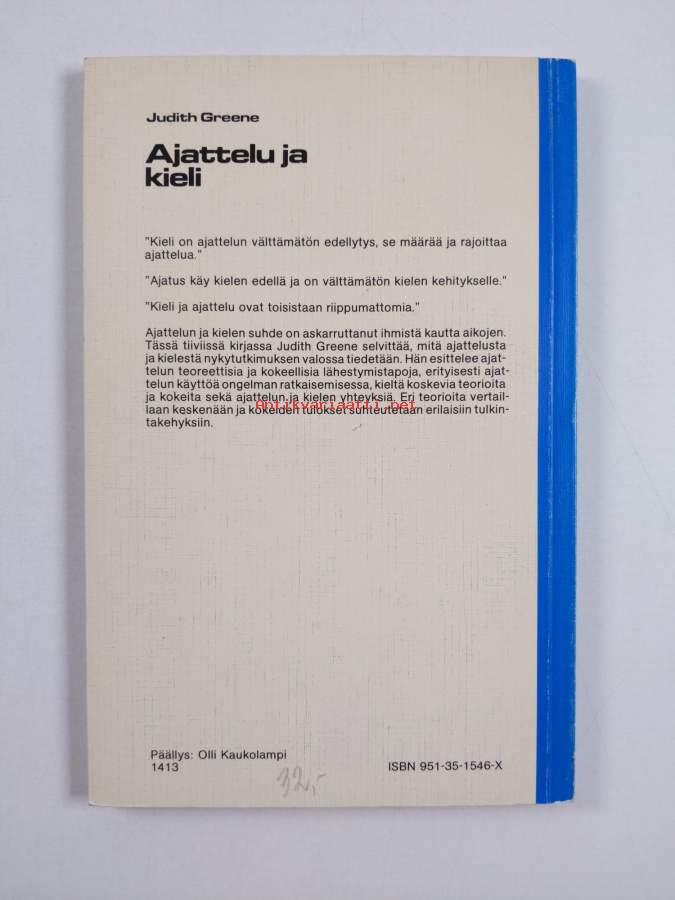 Judith Greene
Ajattelu ja
kieli
"Kieli on ajattelun välttämätön edellytys, se määrää ja rajoittaa
ajattelua."
"Ajatus käy kielen edellä ja on välttämätön kielen kehitykselle."
"Kieli ja ajattelu ovat toisistaan riippumattomia."
Ajattelun ja kielen suhde on askarruttanut ihmistä kautta aikojen.
Tässä tiiviissä kirjassa Judith Greene selvittää, mitä ajattelusta
ja kielestä nykytutkimuksen valossa tiedetään. Hän esittelee ajat-
telun teoreettisia ja kokeellisia lähestymistapoja, erityisesti ajat-
telun käyttöä ongelman ratkaisemisessa, kieltä koskevia teorioita
ja kokeita sekä ajattelun ja kielen yhteyksiä. Eri teorioita vertail-
Antikvariaatti.net
laan keskenään ja kokeiden tulokset suhteutetaan erilaisiin tulkin-
takehyksiin.
Päällys: Olli Kaukolampi
1413
ISBN 951-35-1546-X
32,-